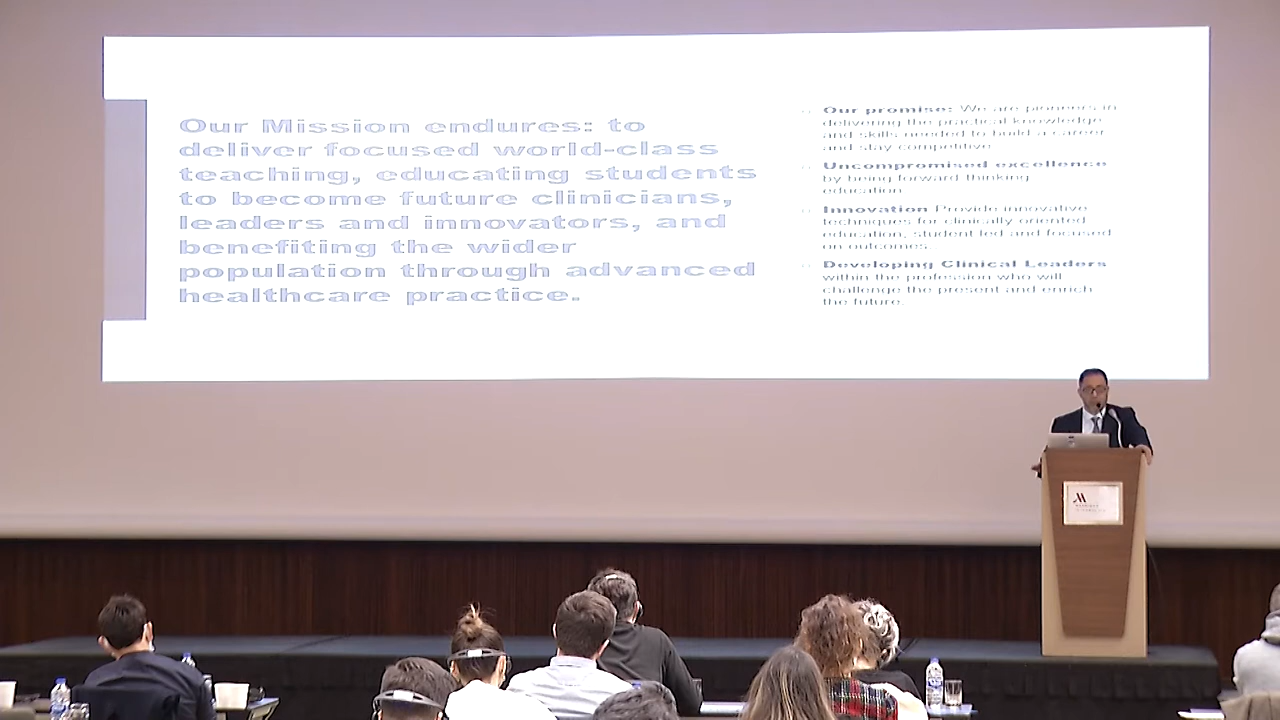 Our Mission endures: to
deliver focused world-class
teaching, educating students
to become future clinicians,
leaders and innovators, and
benefiting the wider
population through advanced
healthcare practice.
Our promise: We are pioneers in
delivering the practical knowledge
and skills needed to build a career
and stay competitive
Uncompromised excellence
by being forward thinking
education
Innovation Provide innovative
techniques for clinically oriented
education, student led and focused
on outcomes.
Developing Clinical Leaders
within the profession who will
challenge the present and enrich
the future.